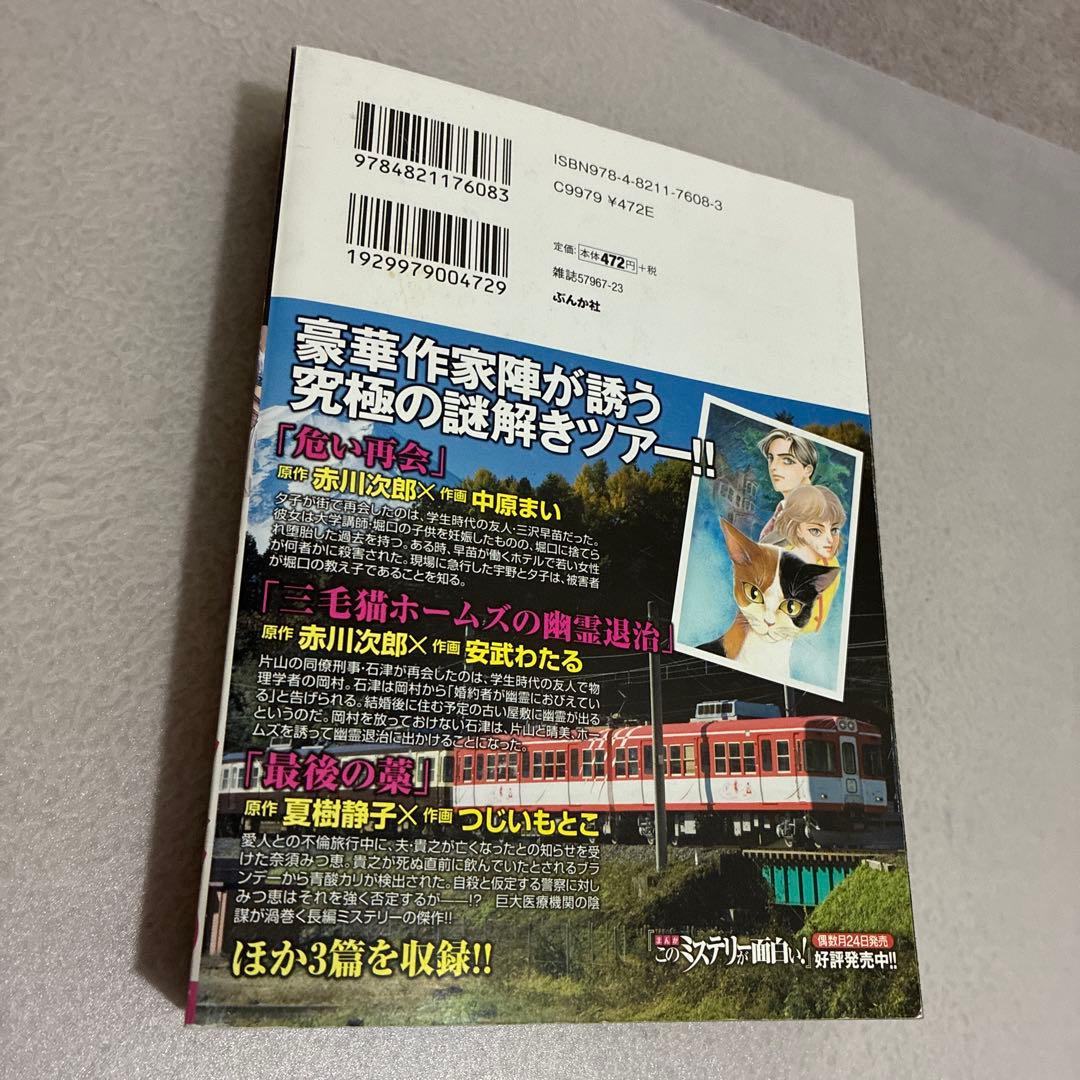 9784821176083
1929979004729
ISBN978-4-8211-7608-3
C9979 ¥472E
定価:本体472円+税
雑誌57967-23
ぶんか社
豪華作家陣が誘う
究極の謎解きツアー!!
「危い再会」
原作 赤川次郎×作画 中原まい
夕子が街で再会したのは、学生時代の友人・三沢早苗だった。
彼女は大学講師・堀口の子供を妊娠したものの、堀口に捨てら
れ堕胎した過去を持つ。ある時、早苗が働くホテルで若い女性
が何者かに殺害された。現場に急行した宇野と夕子は、被害者
が堀口の教え子であることを知る。
「三毛猫ホームズの幽霊退治」
原作 赤川次郎×作画 安武わたる
片山の同僚刑事・石津が再会したのは、学生時代の友人で物
理学者の岡村。石津は岡村から「婚約者が幽霊におびえてい
る」と告げられる。結婚後に住む予定の古い屋敷に幽霊が出る
というのだ。岡村を放っておけない石津は、片山と晴美、ホー
ムズを誘って幽霊退治に出かけることになった。
「最後の藁」
原作 夏樹静子×作画 つじいもとこ
愛人との不倫旅行中に、夫・貴之が亡くなったとの知らせを受
けた奈須みつ恵。貴之が死ぬ直前に飲んでいたとされるブラ
ンデーから青酸カリが検出された。自殺と仮定する警察に対し
みつ恵はそれを強く否定するが――!? 巨大医療機関の陰
謀が渦巻く長編ミステリーの傑作!!
ほか3篇を収録!!
まんが
『このミステリーが面白い!』
偶数月24日発売
好評発売中!!